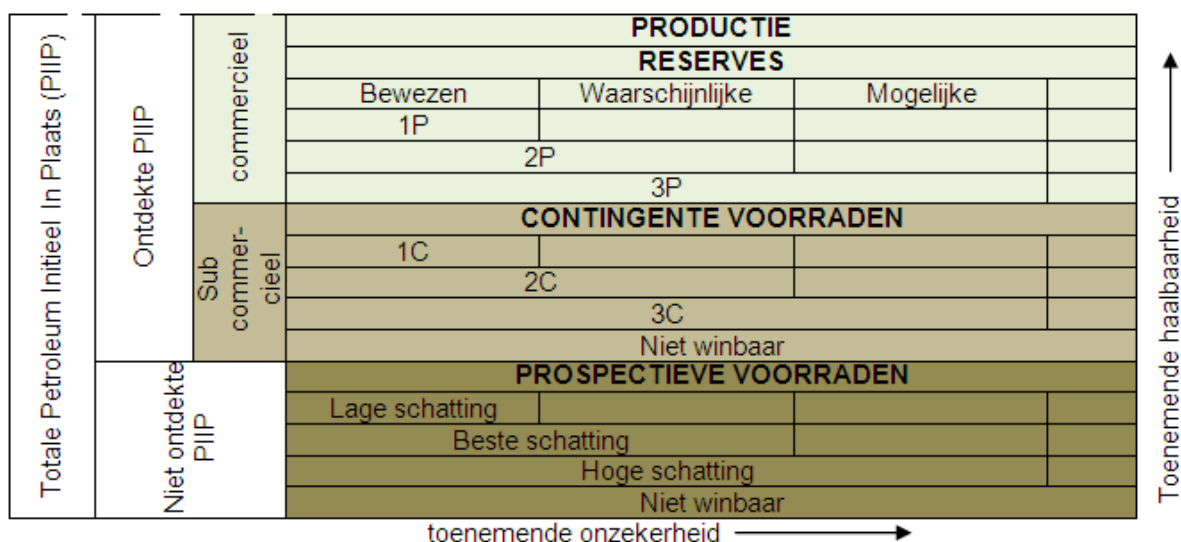 Totale Petroleum Initieel In Plaats (PIIP)
Ontdekte PIIP
commercieel
PRODUCTIE
RESERVES
Bewezen Waarschijnlijke Mogelijke
1P
2P
3P
Sub
commer-
cieel
CONTINGENTE VOORRADEN
1C
2C
3C
Niet winbaar
Niet ontdekte
PIIP
PROSPECTIEVE VOORRADEN
Lage schatting
Beste schatting
Hoge schatting
Niet winbaar
toenemende onzekerheid
Toenemende haalbaarheid